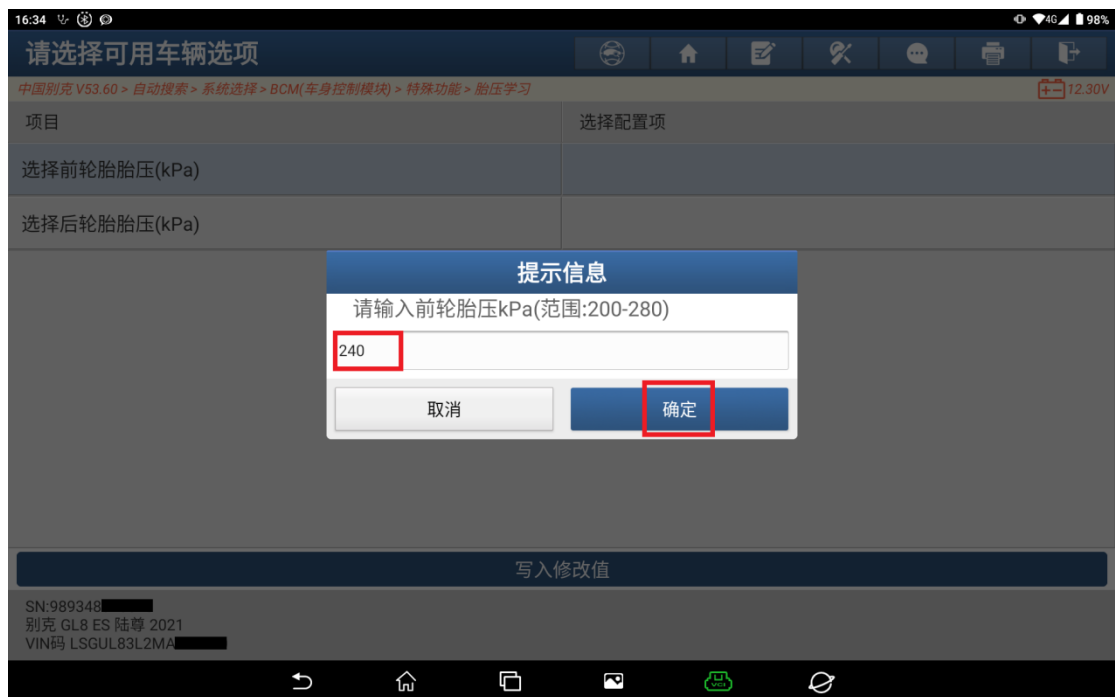 16:34
4G 98%
请选择可用车辆选项
中国别克 V53.60 > 自动搜索 > 系统选择 > BCM(车身控制模块) > 特殊功能 > 胎压学习
12.30V
项目
选择配置项
选择前轮胎胎压(kPa)
选择后轮胎胎压(kPa)
提示信息
请输入前轮胎压kPa(范围:200-280)
240
取消
确定
写入修改值
SN:989348
别克 GL8 ES 陆尊 2021
VIN码 LSGUL83L2MA
VCI